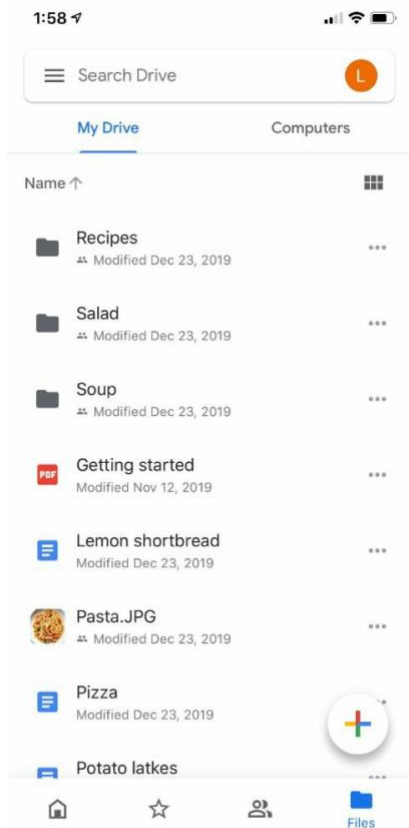 1:58
Search Drive
L
My Drive
Computers
Name
Recipes
Modified Dec 23, 2019
Salad
Modified Dec 23, 2019
Soup
Modified Dec 23, 2019
PDF
Getting started
Modified Nov 12, 2019
Lemon shortbread
Modified Dec 23, 2019
Pasta.JPG
Modified Dec 23, 2019
Pizza
Modified Dec 23, 2019
Potato latkes
Files